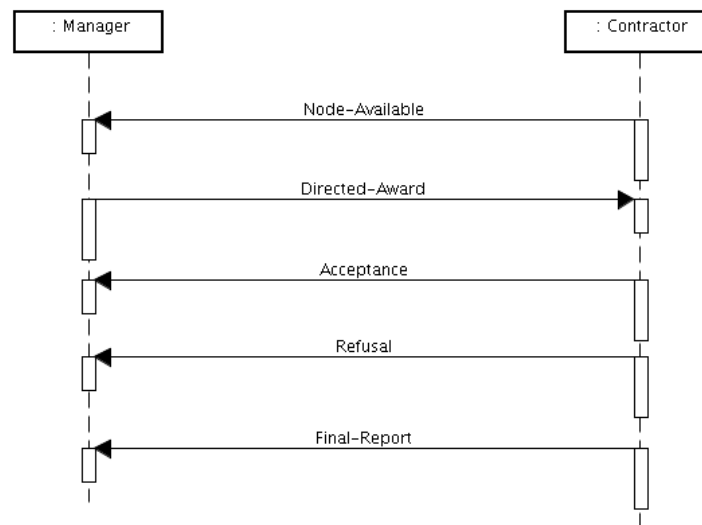 : Manager
: Contractor
Node-Available
Directed-Award
Acceptance
Refusal
Final-Report